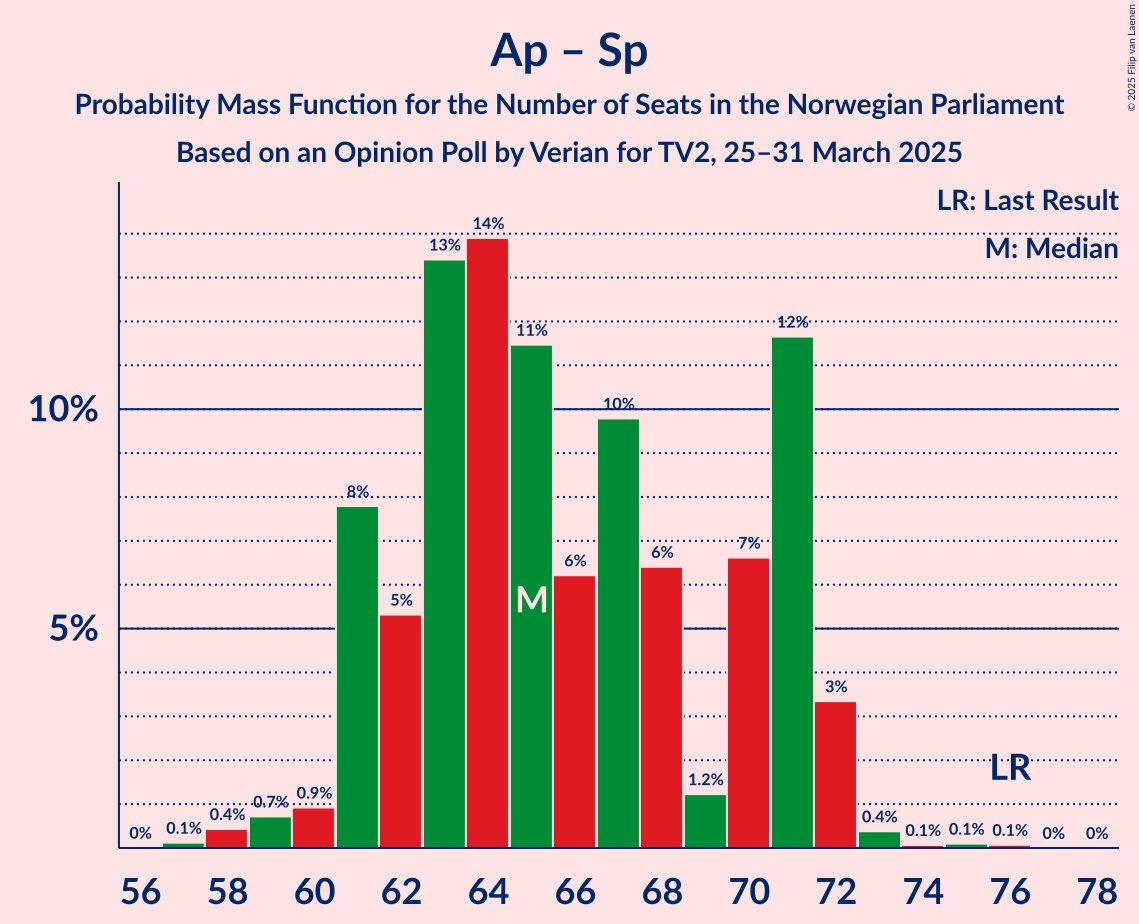 Ap – Sp
Probability Mass Function for the Number of Seats in the Norwegian Parliament
Based on an Opinion Poll by Verian for TV2, 25–31 March 2025
© 2025 Filip van Laenen
LR: Last Result
M: Median
10%
5%
0% 0.1% 0.4% 0.7% 0.9% 8% 5% 13% 14% 11% 6% 10% 6% 1.2% 7% 12% 3% 0.4% 0.1% 0.1% 0.1% 0% 0%
M
LR
56 58 60 62 64 66 68 70 72 74 76 78